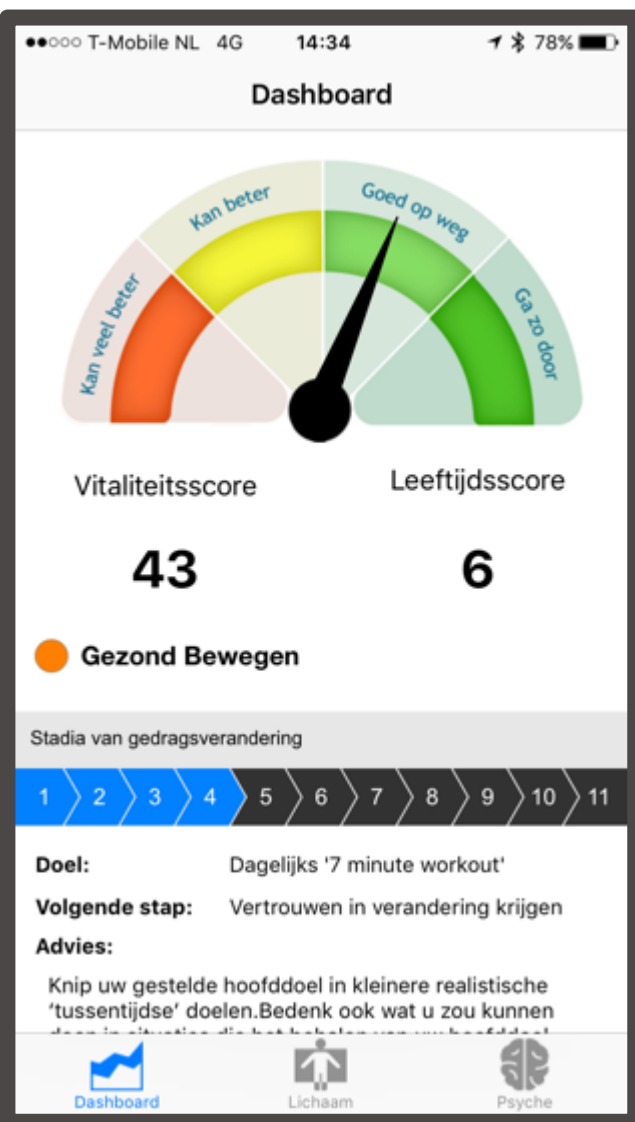 T-Mobile NL 4G 14:34 78%
Dashboard
Kan veel beter
Kan beter
Goed op weg
Ga zo door
Vitaliteitsscore
Leeftijdsscore
43
6
Gezond Bewegen
Stadia van gedragsverandering
1 2 3 4 5 6 7 8 9 10 11
Doel: Dagelijks '7 minute workout'
Volgende stap: Vertrouwen in verandering krijgen
Advies:
Knip uw gestelde hoofddoel in kleinere realistische
‘tussentijdse’ doelen.Bedenk ook wat u zou kunnen
Dashboard
Lichaam
Psyche